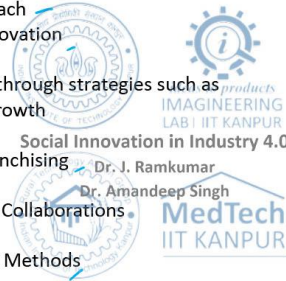 ach
ovation
through strategies such as
products
rowth
IMAGINEERING
LAB | IIT KANPUR
Social Innovation in Industry 4.0
nchising
Dr. J. Ramkumar
Dr. Amandeep Singh
Collaborations
MedTech
IIT KANPUR
Methods